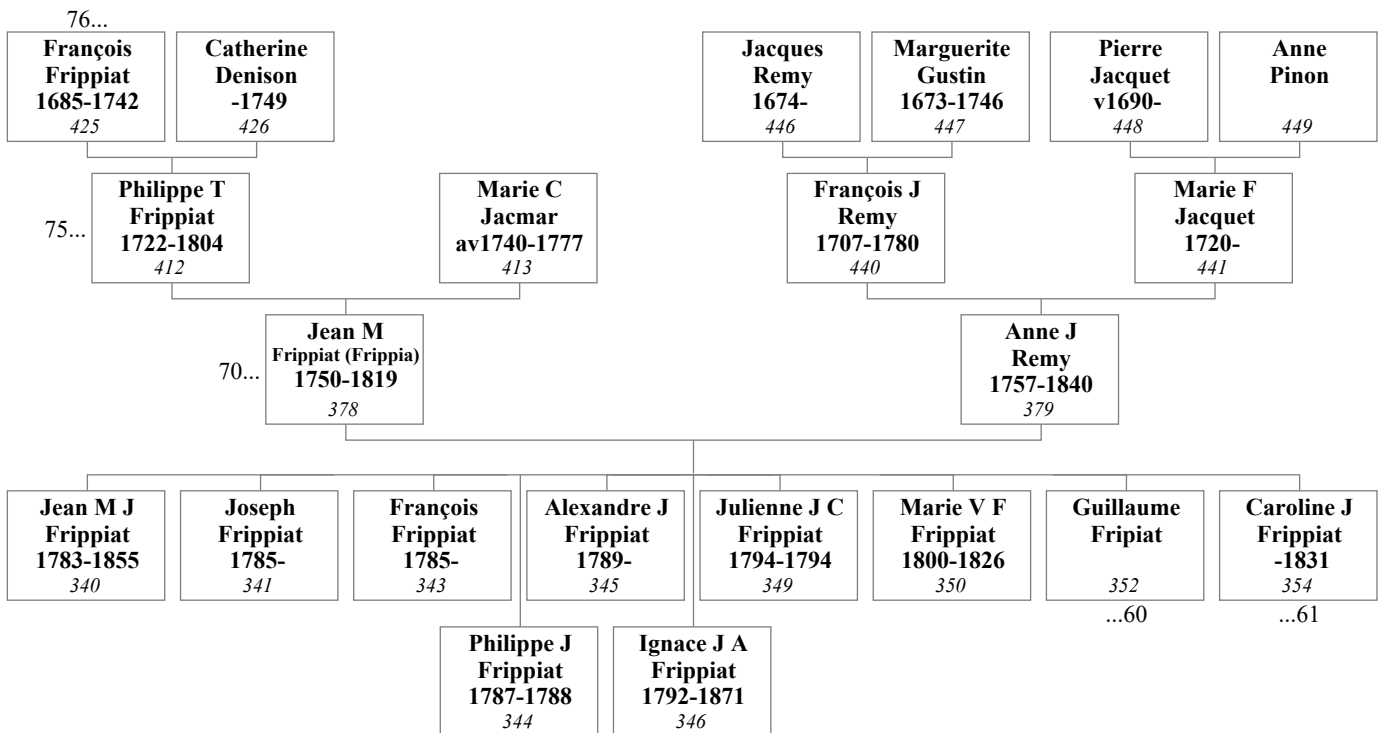 76...
François
Frippiat
1685-1742
425
Catherine
Denison
-1749
426
Jacques
Remy
1674-
446
Marguerite
Gustin
1673-1746
447
Pierre
Jacquet
v1690-
448
Anne
Pinon
449
75...
Philippe T
Frippiat
1722-1804
412
Marie C
Jacmar
av1740-1777
413
François J
Remy
1707-1780
440
Marie F
Jacquet
1720-
441
70...
Jean M
Frippiat (Frippia)
1750-1819
378
Anne J
Remy
1757-1840
379
Jean M J
Frippiat
1783-1855
340
Joseph
Frippiat
1785-
341
François
Frippiat
1785-
343
Alexandre J
Frippiat
1789-
345
Julienne J C
Frippiat
1794-1794
349
Marie V F
Frippiat
1800-1826
350
Guillaume
Fripiat
352
...60
Caroline J
Frippiat
-1831
354
...61
Philippe J
Frippiat
1787-1788
344
Ignace J A
Frippiat
1792-1871
346